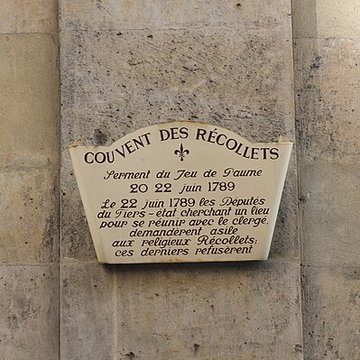 COUVENT DES RÉCOLLETS
Serment du Jeu de Paume
20 22 juin 1789
Le 22 juin 1789 les Députés
du Tiers-état cherchant un lieu
pour se réunir avec le clergé,
demandèrent asile
aux religieux Récollets;
ces derniers refusèrent